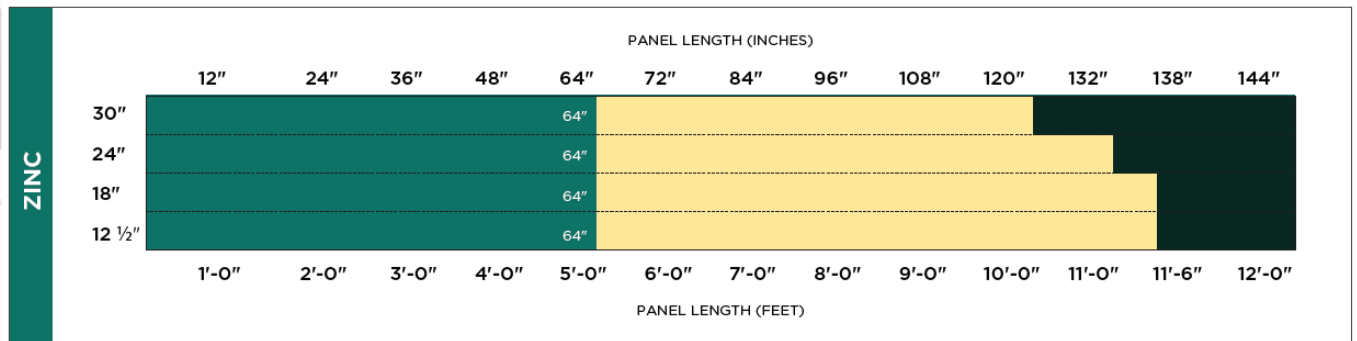 ZINC
PANEL LENGTH (INCHES)
12" 24" 36" 48" 64" 72" 84" 96" 108" 120" 132" 138" 144"
30" 64"
24" 64"
18" 64"
12 ½" 64"
1'-0" 2'-0" 3'-0" 4'-0" 5'-0" 6'-0" 7'-0" 8'-0" 9'-0" 10'-0" 11'-0" 11'-6" 12'-0"
PANEL LENGTH (FEET)